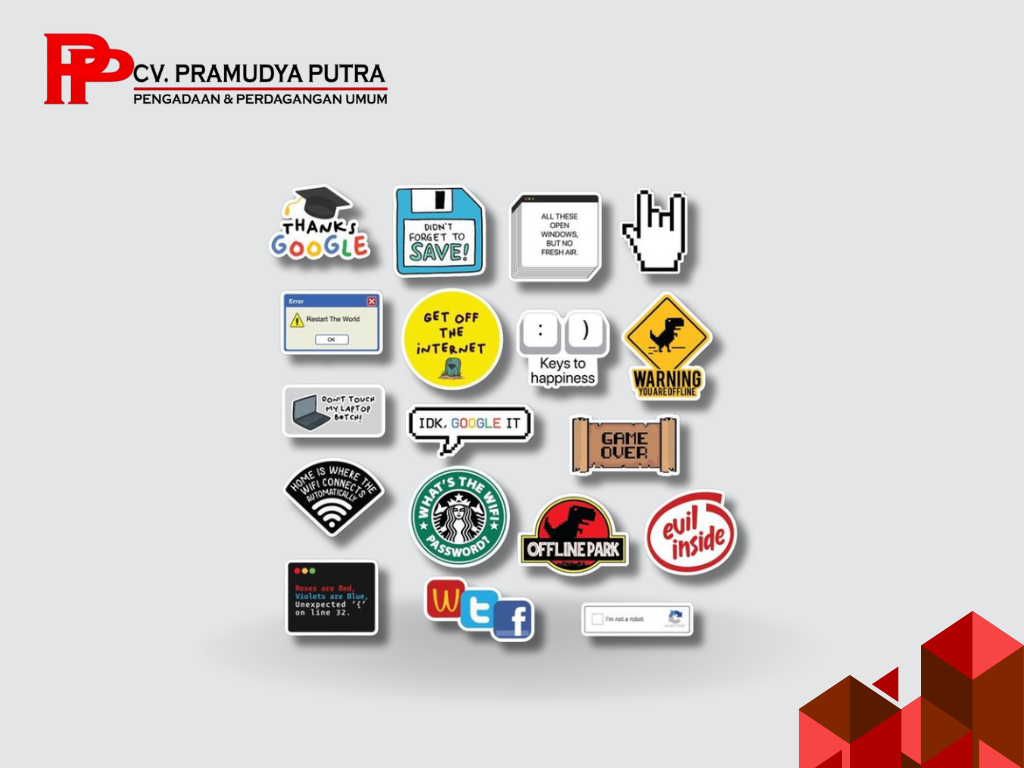 PP
CV. PRAMUDYA PUTRA
PENGADAAN & PERDAGANGAN UMUM
THANKS
GOOGLE
DIDN'T
FORGET TO
SAVE!
ALL THESE
OPEN
WINDOWS,
BUT NO
FRESH AIR.
Error
Restart The World
OK
GET OFF
THE
iNTERNET
: )
Keys to
happiness
WARNING
YOU ARE OFFLINE
DON'T TOUCH
MY LAPTOP
B*TCH!
IDK, GOOGLE IT
GAME
OVER
HOME IS WHERE THE
WIFI CONNECTS
AUTOMATICALLY
WHAT'S THE WIFI
PASSWORD?
OFFLINE PARK
evil
inside
Roses are Red,
Violets are Blue,
Unexpected '{'
on line 32.
W
t
f
I'm not a robot